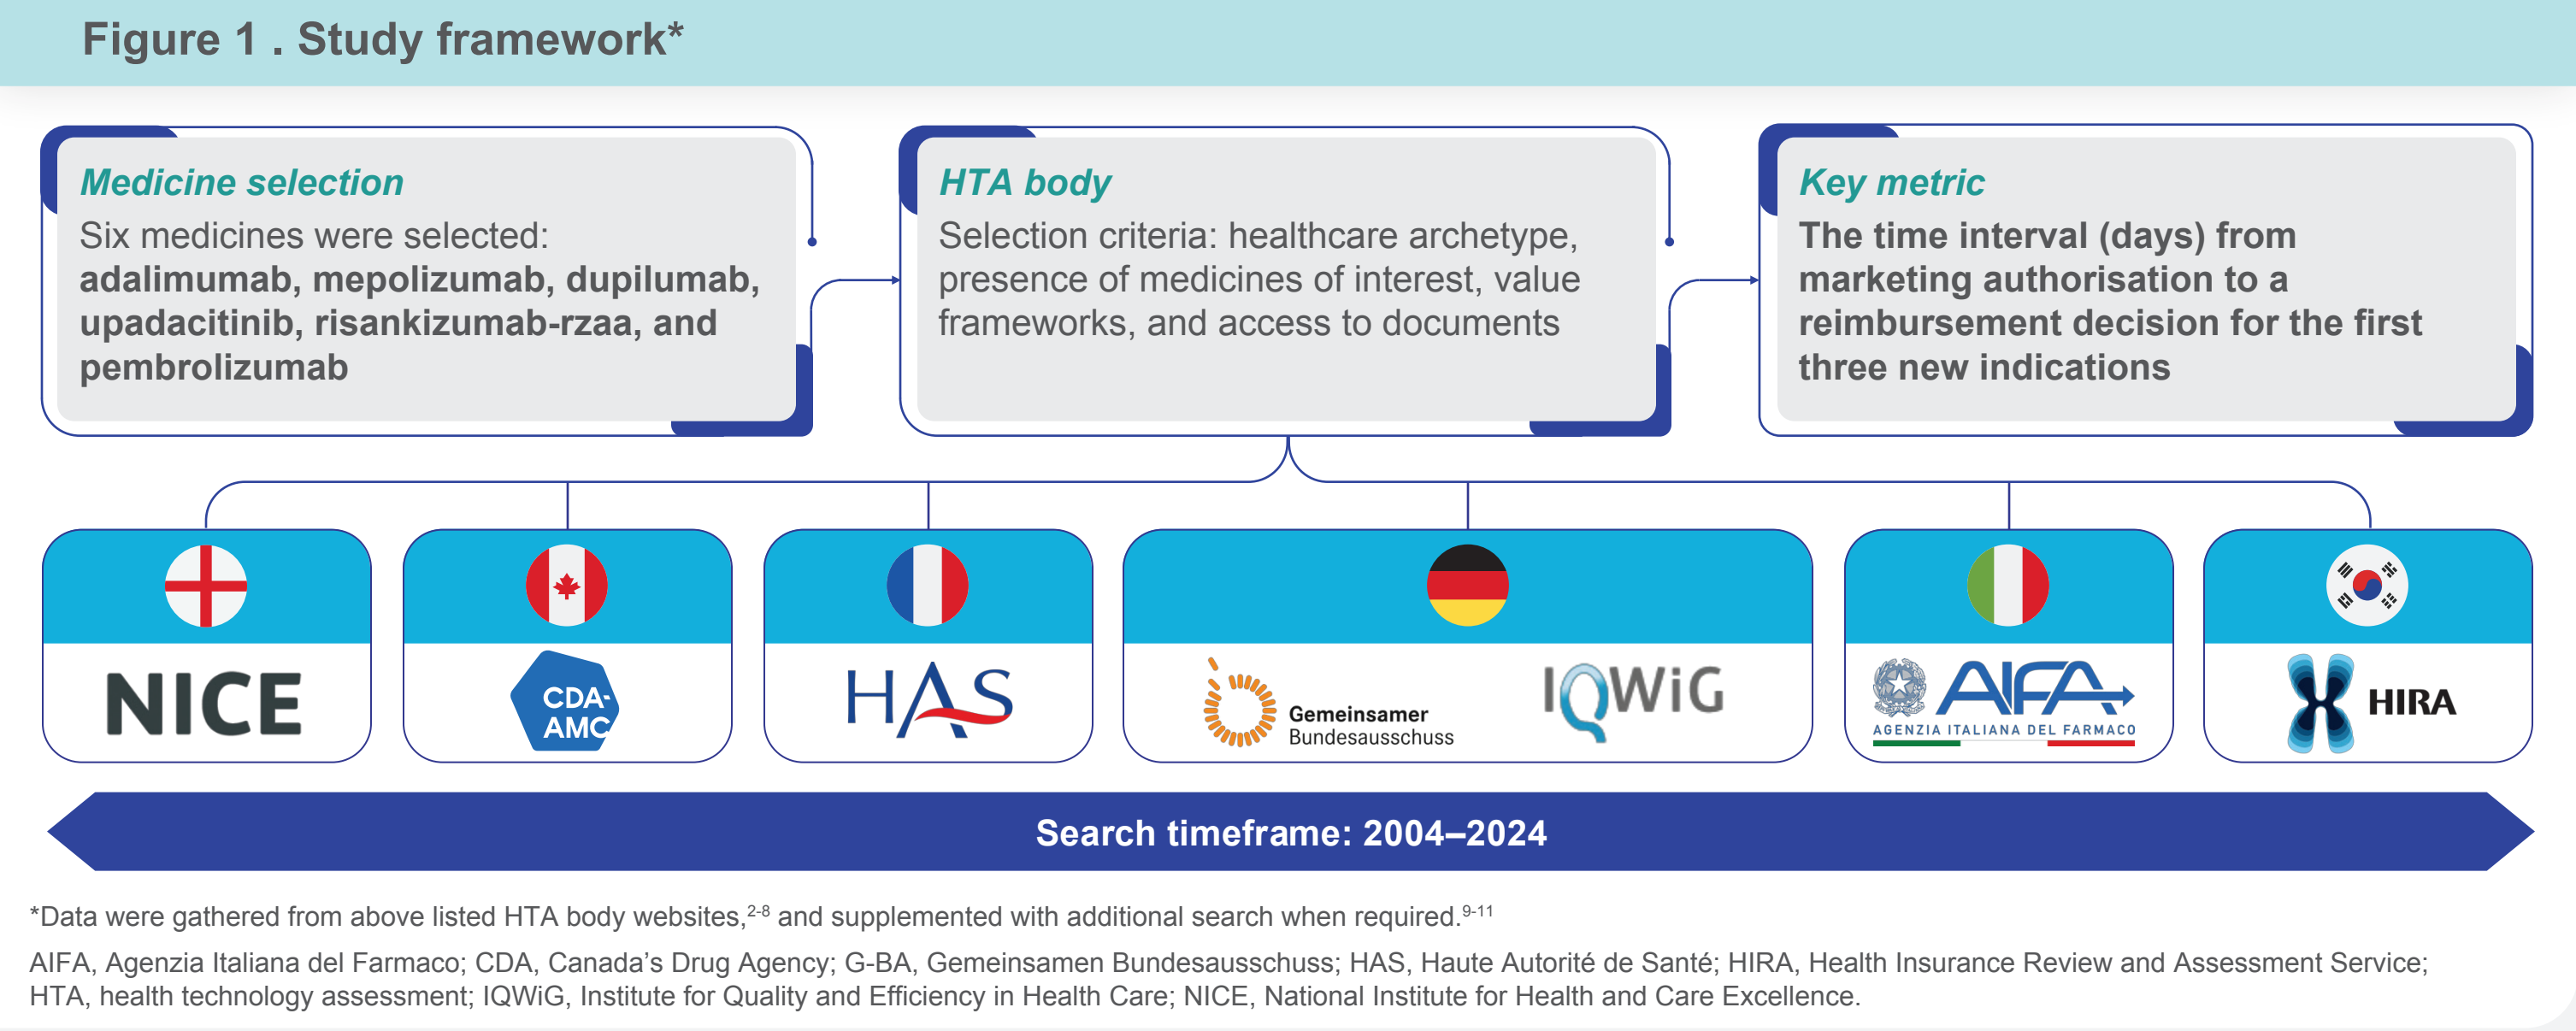 Figure 1 . Study framework*
Medicine selection
Six medicines were selected:
adalimumab, mepolizumab, dupilumab,
upadacitinib, risankizumab-rzaa, and
pembrolizumab
HTA body
Selection criteria: healthcare archetype,
presence of medicines of interest, value
frameworks, and access to documents
Key metric
The time interval (days) from
marketing authorisation to a
reimbursement decision for the first
three new indications
NICE
CDA-
AMC
HAS
Gemeinsamer
Bundesausschuss
IQWiG
AIFA
AGENZIA ITALIANA DEL FARMACO
HIRA
Search timeframe: 2004–2024
*Data were gathered from above listed HTA body websites,2-8 and supplemented with additional search when required.9-11
AIFA, Agenzia Italiana del Farmaco; CDA, Canada’s Drug Agency; G-BA, Gemeinsamen Bundesausschuss; HAS, Haute Autorité de Santé; HIRA, Health Insurance Review and Assessment Service;
HTA, health technology assessment; IQWiG, Institute for Quality and Efficiency in Health Care; NICE, National Institute for Health and Care Excellence.